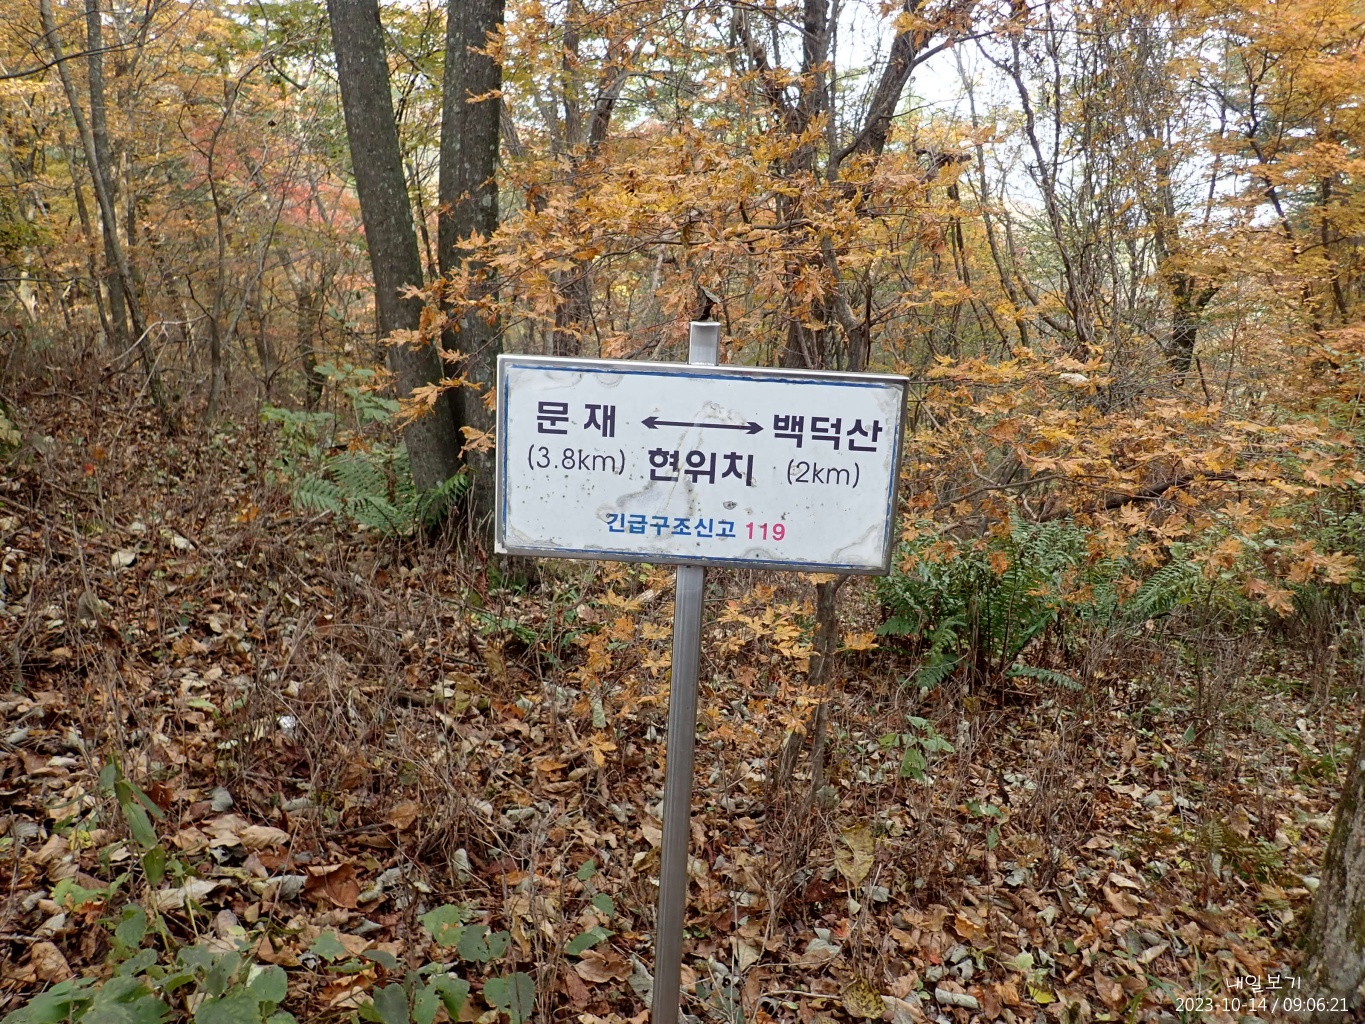 문재 ↔ 백덕산
(3.8km) 현위치 (2km)
긴급구조신고 119
내일보기
2023-10-14 / 09:06:21